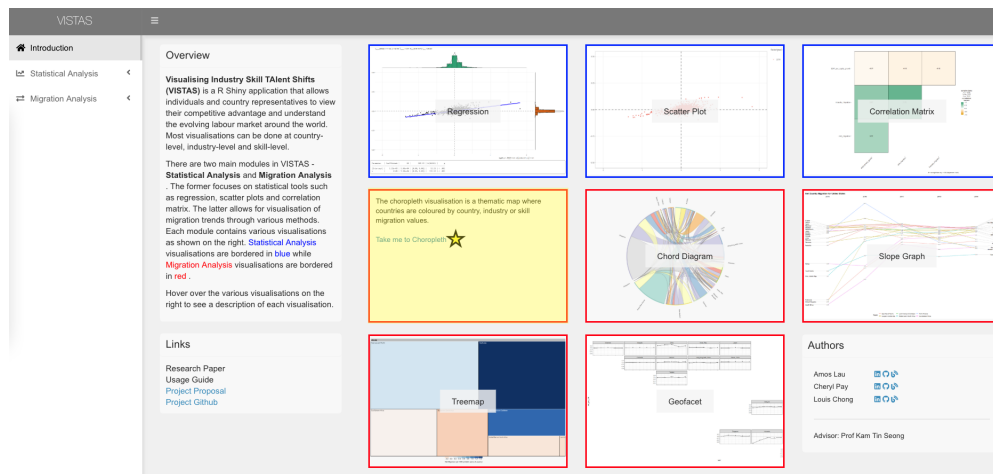 VISTAS
Introduction
Statistical Analysis
Migration Analysis
Overview
Visualising Industry Skill TAlent Shifts
(VISTAS) is a R Shiny application that allows
individuals and country representatives to view
their competitive advantage and understand
the evolving labour market around the world.
Most visualisations can be done at country-
level, industry-level and skill-level.
There are two main modules in VISTAS -
Statistical Analysis and Migration Analysis
. The former focuses on statistical tools such
as regression, scatter plots and correlation
matrix. The latter allows for visualisation of
migration trends through various methods.
Each module contains various visualisations
as shown on the right. Statistical Analysis
visualisations are bordered in blue while
Migration Analysis visualisations are bordered
in red .
Hover over the various visualisations on the
right to see a description of each visualisation.
Links
Research Paper
Usage Guide
Project Proposal
Project Github
Regression
Scatter Plot
Correlation Matrix
The choropleth visualisation is a thematic map where
countries are coloured by country, industry or skill
migration values.
Take me to Choropleth
Chord Diagram
Slope Graph
Treemap
Geofacet
Authors
Amos Lau
Cheryl Pay
Louis Chong
Advisor: Prof Kam Tin Seong